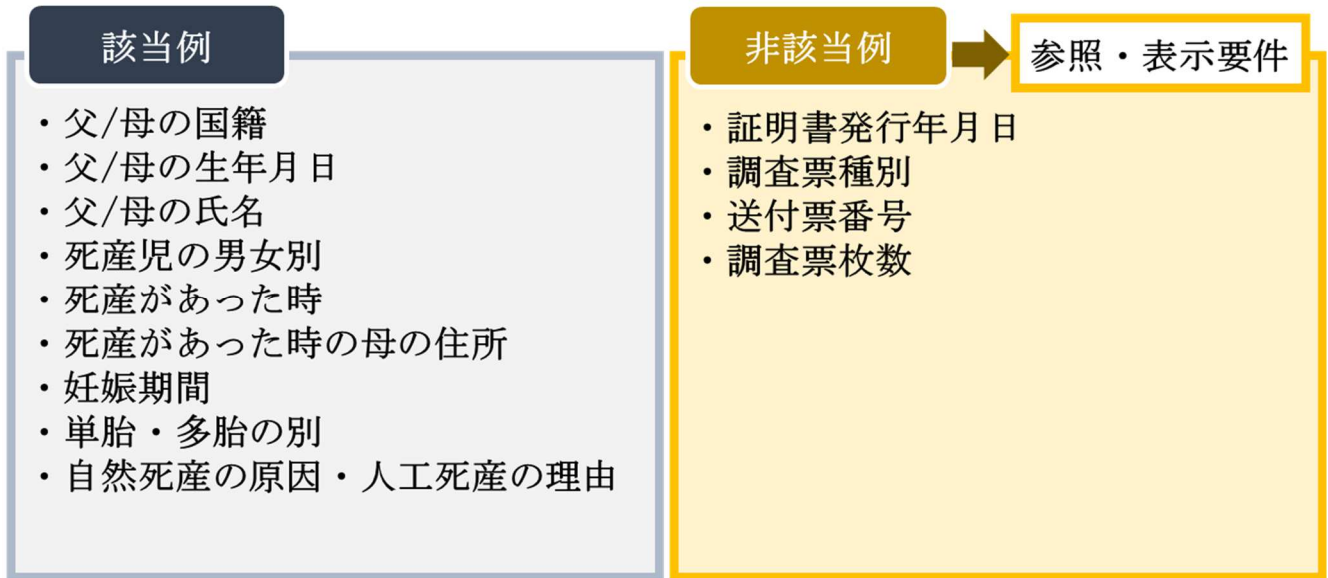 該当例
・父/母の国籍
・父/母の生年月日
・父/母の氏名
・死産児の男女別
・死産があった時
・死産があった時の母の住所
・妊娠期間
・単胎・多胎の別
・自然死産の原因・人工死産の理由
非該当例
参照・表示要件
・証明書発行年月日
・調査票種別
・送付票番号
・調査票枚数